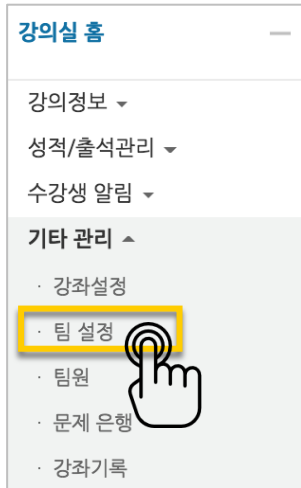 강의실 홈
강의정보
성적/출석관리
수강생 알림
기타 관리
· 강좌설정
· 팀 설정
· 팀원
· 문제 은행
· 강좌기록